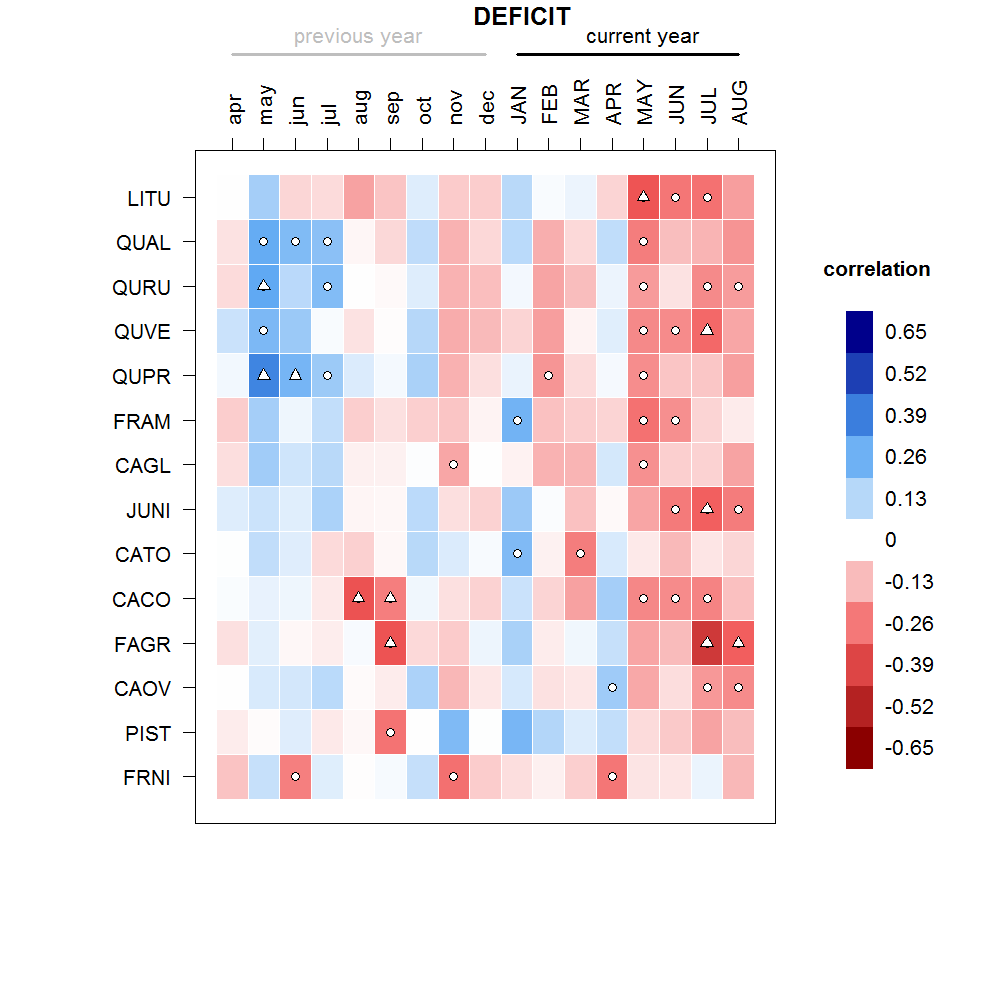 DEFICIT
previous year
current year
apr may jun jul aug sep oct nov dec JAN FEB MAR APR MAY JUN JUL AUG
LITU
QUAL
QURU
QUVE
QUPR
FRAM
CAGL
JUNI
CATO
CACO
FAGR
CAOV
PIST
FRNI
correlation
0.65
0.52
0.39
0.26
0.13
0
-0.13
-0.26
-0.39
-0.52
-0.65